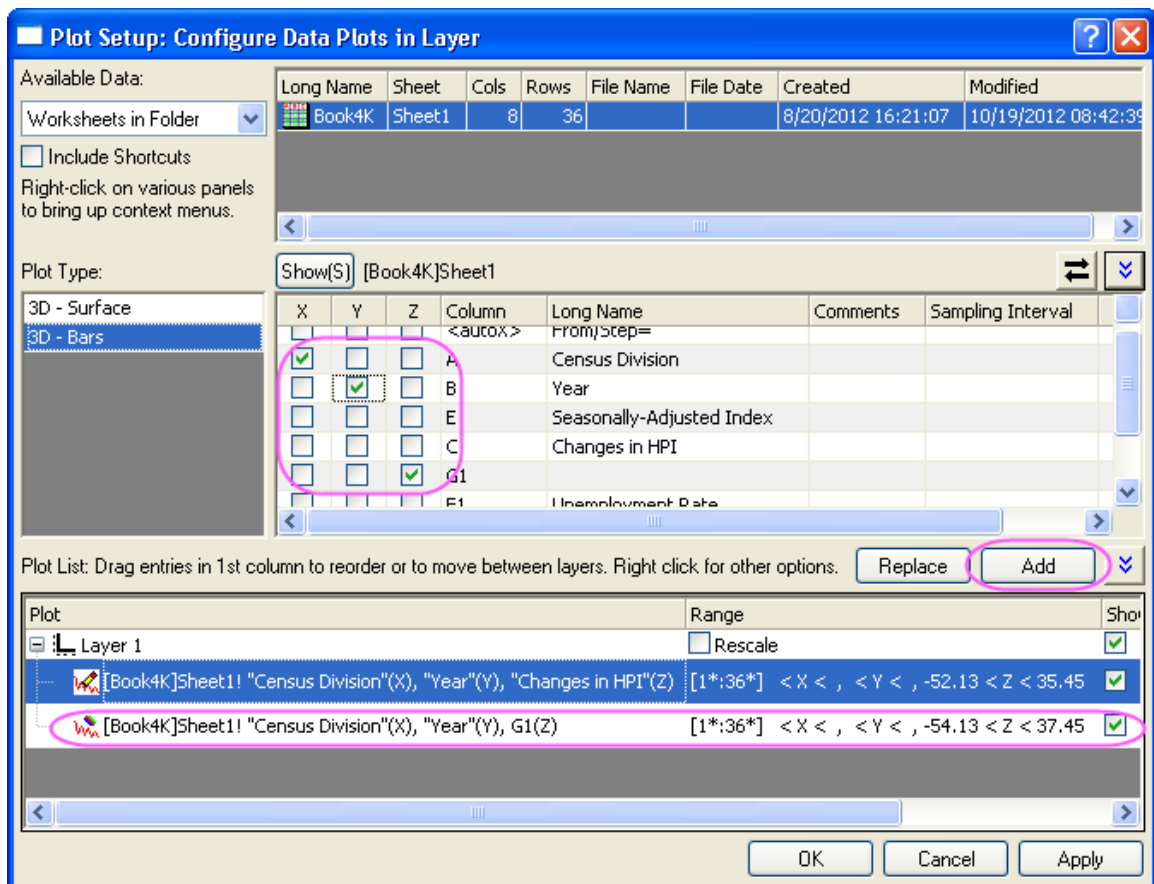 Plot Setup: Configure Data Plots in Layer
Available Data:
Worksheets in Folder
Include Shortcuts
Right-click on various panels
to bring up context menus.
Long Name Sheet Cols Rows File Name File Date Created Modified
Book4K Sheet1 8 36 8/20/2012 16:21:07 10/19/2012 08:42:39
Plot Type:
3D - Surface
3D - Bars
Show(S) [Book4K]Sheet1
X Y Z Column Long Name Comments Sampling Interval
<autoX> From/Step=
A Census Division
B Year
E Seasonally-Adjusted Index
C Changes in HPI
G1
F1 Unemployment Rate
Plot List: Drag entries in 1st column to reorder or to move between layers. Right click for other options. Replace Add
Plot Range Show
Layer 1 Rescale
[Book4K]Sheet1! "Census Division"(X), "Year"(Y), "Changes in HPI"(Z) [1*:36*] < X < , < Y < , -52.13 < Z < 35.45
[Book4K]Sheet1! "Census Division"(X), "Year"(Y), G1(Z) [1*:36*] < X < , < Y < , -54.13 < Z < 37.45
OK Cancel Apply